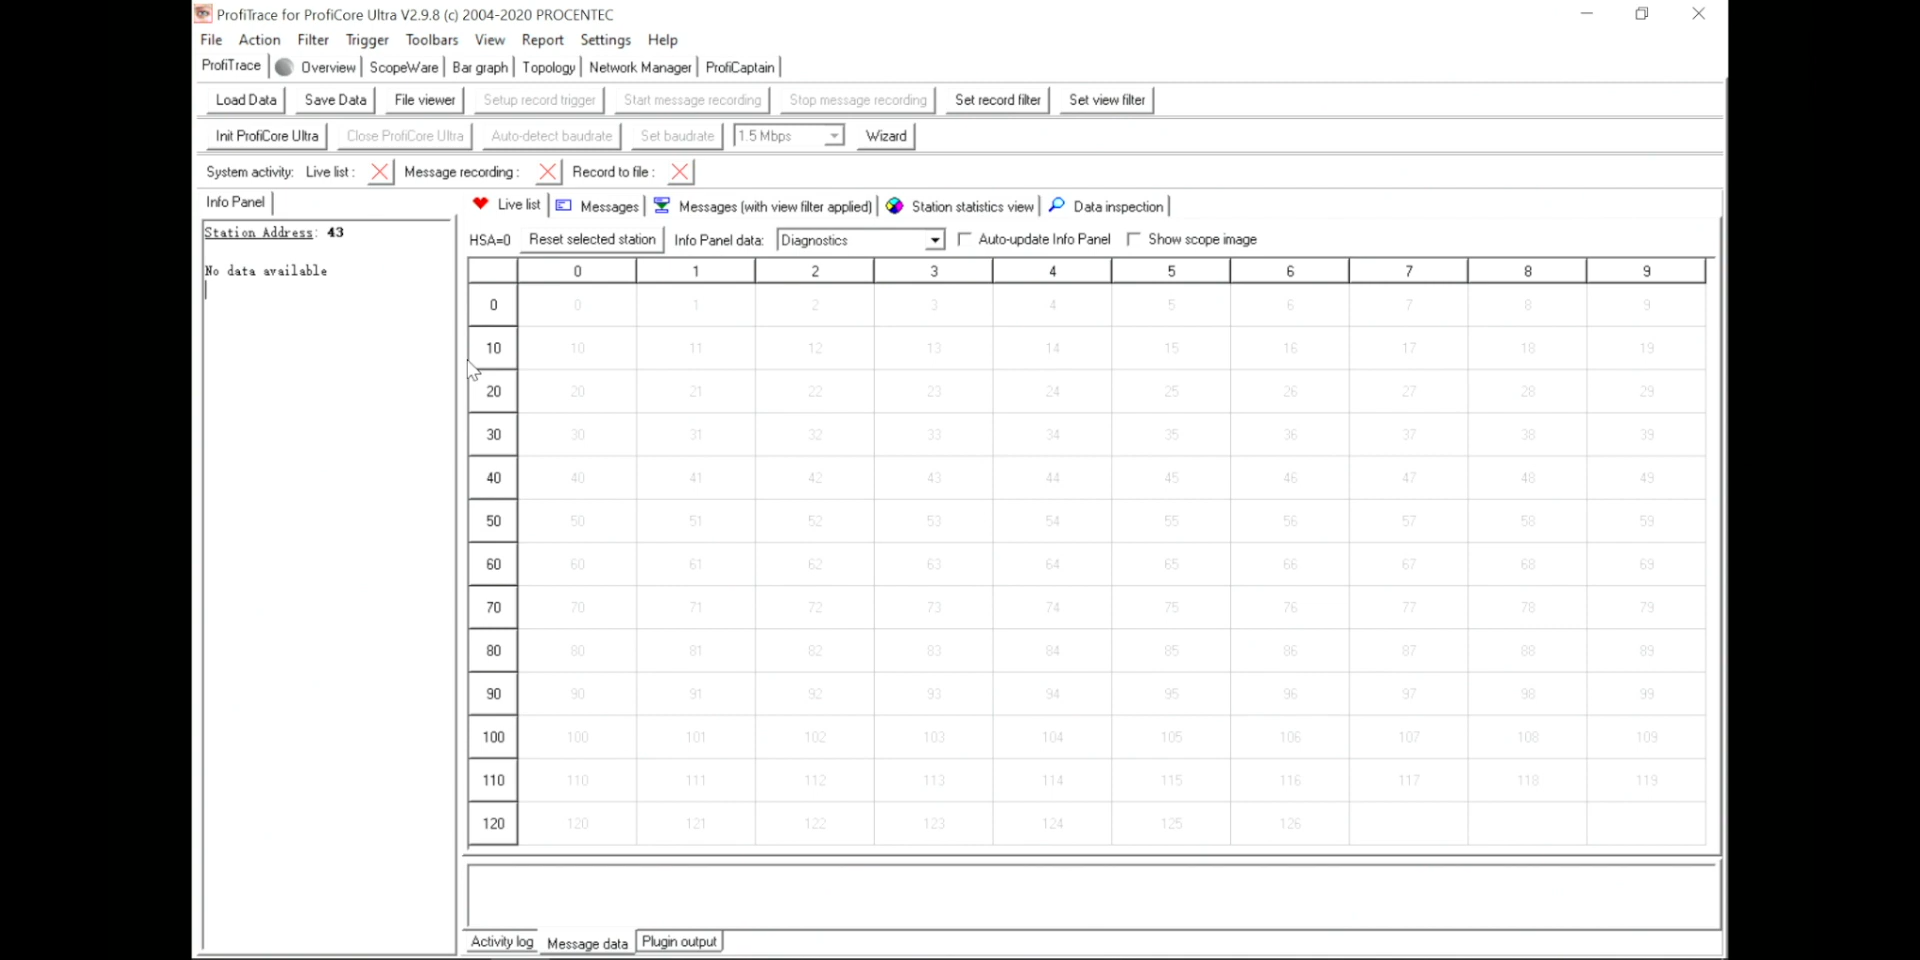 ProfiTrace for ProfiCore Ultra V2.9.8 (c) 2004-2020 PROCENTEC
File Action Filter Trigger Toolbars View Report Settings Help
ProfiTrace Overview ScopeWare Bar graph Topology Network Manager ProfiCaptain
Load Data Save Data File viewer Setup record trigger Start message recording Stop message recording Set record filter Set view filter
Init ProfiCore Ultra Close ProfiCore Ultra Auto-detect baudrate Set baudrate 1.5 Mbps Wizard
System activity: Live list : Message recording : Record to file :
Info Panel
Station Address: 43
No data available
Live list Messages Messages (with view filter applied) Station statistics view Data inspection
HSA=0 Reset selected station Info Panel data: Diagnostics Auto-update Info Panel Show scope image
0 1 2 3 4 5 6 7 8 9
0 0 1 2 3 4 5 6 7 8 9
10 10 11 12 13 14 15 16 17 18 19
20 20 21 22 23 24 25 26 27 28 29
30 30 31 32 33 34 35 36 37 38 39
40 40 41 42 43 44 45 46 47 48 49
50 50 51 52 53 54 55 56 57 58 59
60 60 61 62 63 64 65 66 67 68 69
70 70 71 72 73 74 75 76 77 78 79
80 80 81 82 83 84 85 86 87 88 89
90 90 91 92 93 94 95 96 97 98 99
100 100 101 102 103 104 105 106 107 108 109
110 110 111 112 113 114 115 116 117 118 119
120 120 121 122 123 124 125 126
Activity log Message data Plugin output